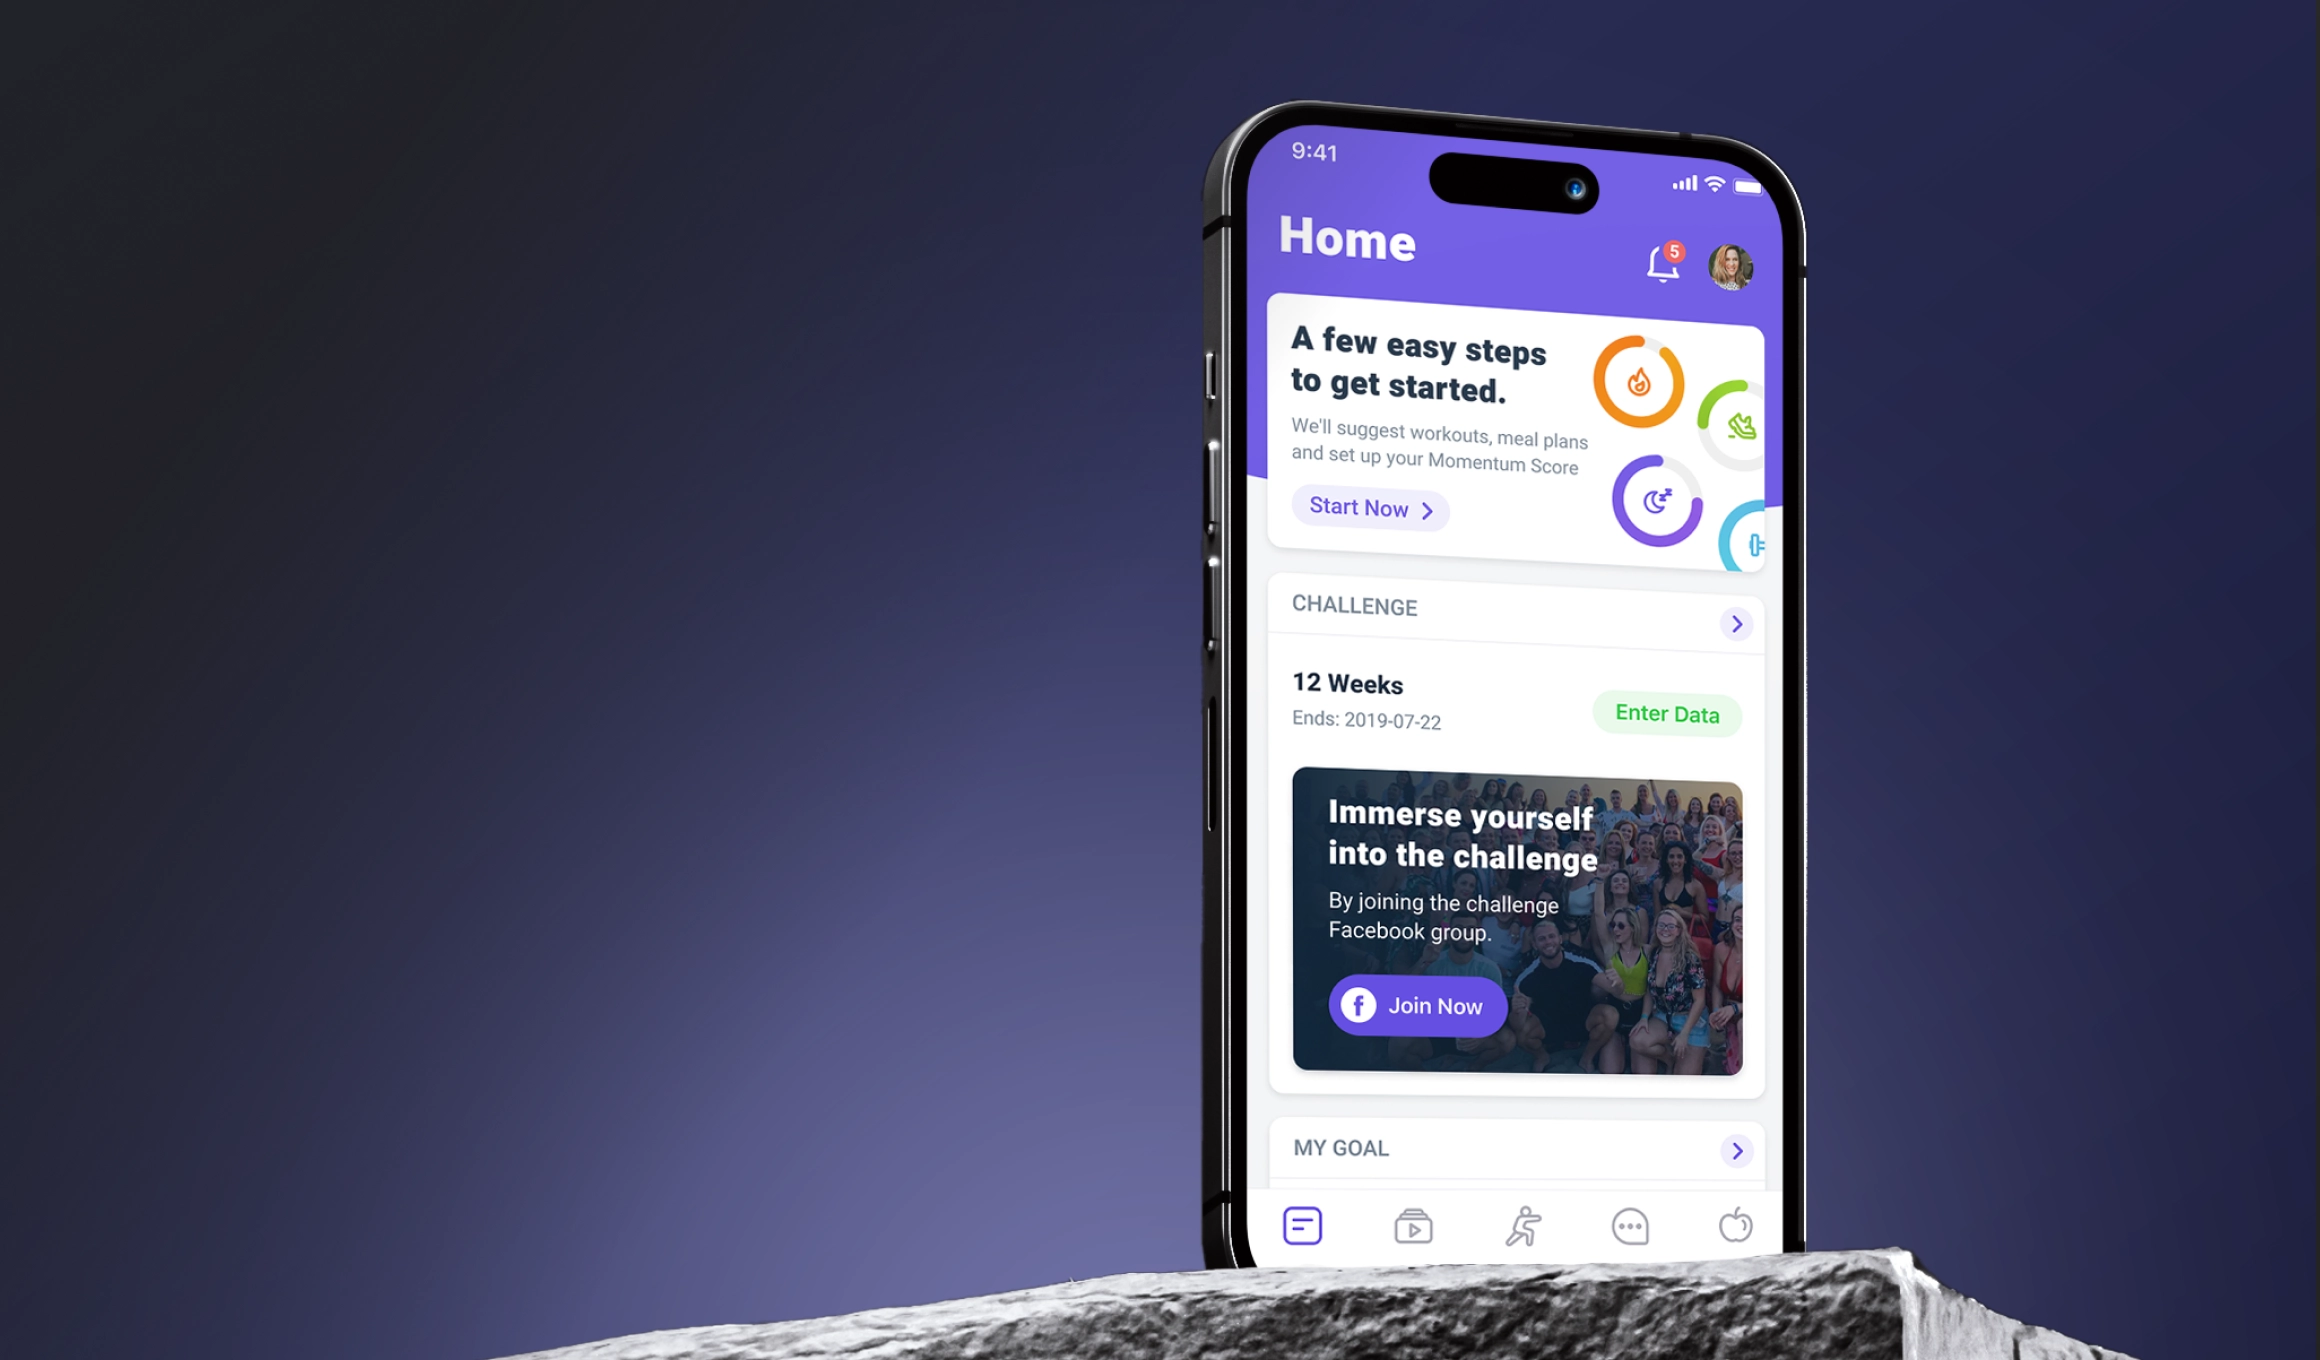 9:41
Home
5
A few easy steps
to get started.
We'll suggest workouts, meal plans
and set up your Momentum Score
Start Now
CHALLENGE
12 Weeks
Ends: 2019-07-22
Enter Data
Immerse yourself
into the challenge
By joining the challenge
Facebook group.
f Join Now
MY GOAL